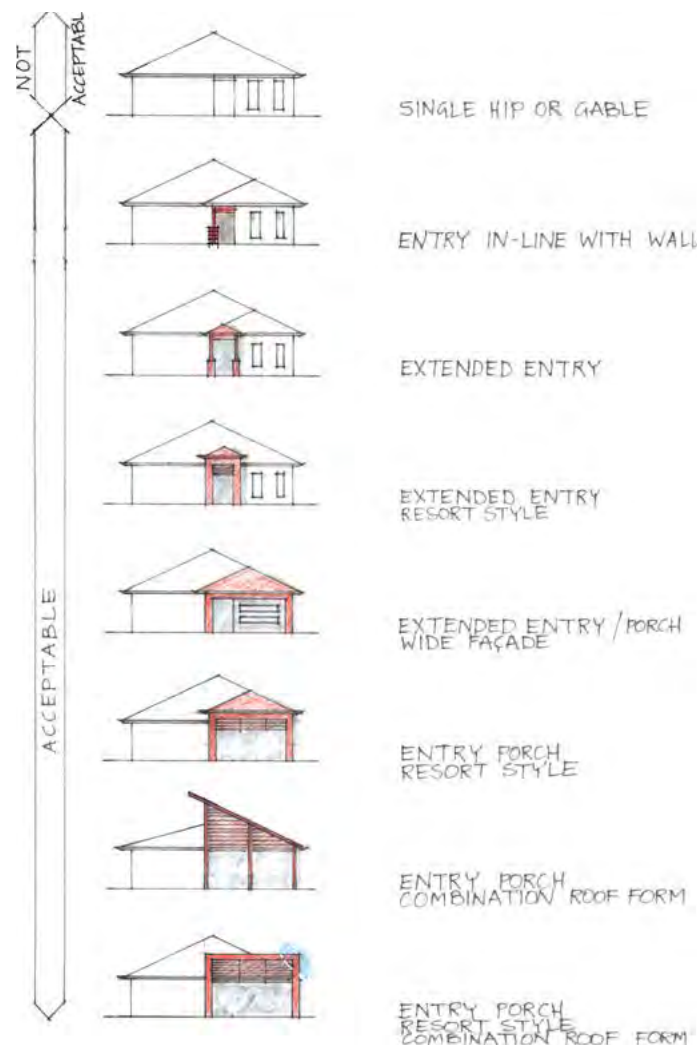 NOT
ACCEPTABL
SINGLE HIP OR GABLE
ENTRY IN-LINE WITH WALL
EXTENDED ENTRY
EXTENDED ENTRY
RESORT STYLE
EXTENDED ENTRY / PORCH
WIDE FAÇADE
ACCEPTABLE
ENTRY PORCH
RESORT STYLE
ENTRY PORCH
COMBINATION ROOF FORM
ENTRY PORCH
RESORT STYLE
COMBINATION ROOF FORM